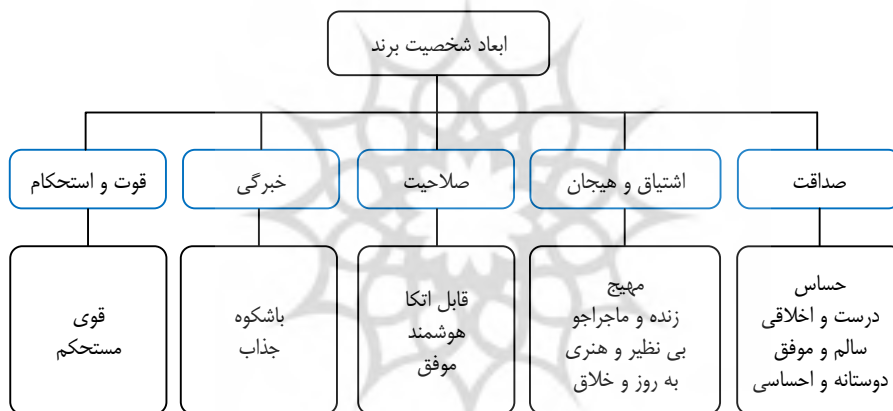 ابعاد شخصیت برند
صداقت
اشتیاق و هیجان
صلاحیت
خبرگی
قوت و استحکام
حساس
درست و اخلاقی
سالم و موفق
دوستانه و احساسی
مهیج
زنده و ماجراجو
بی نظیر و هنری
به روز و خلاق
قابل اتکا
هوشمند
موفق
باشکوه
جذاب
قوی
مستحکم